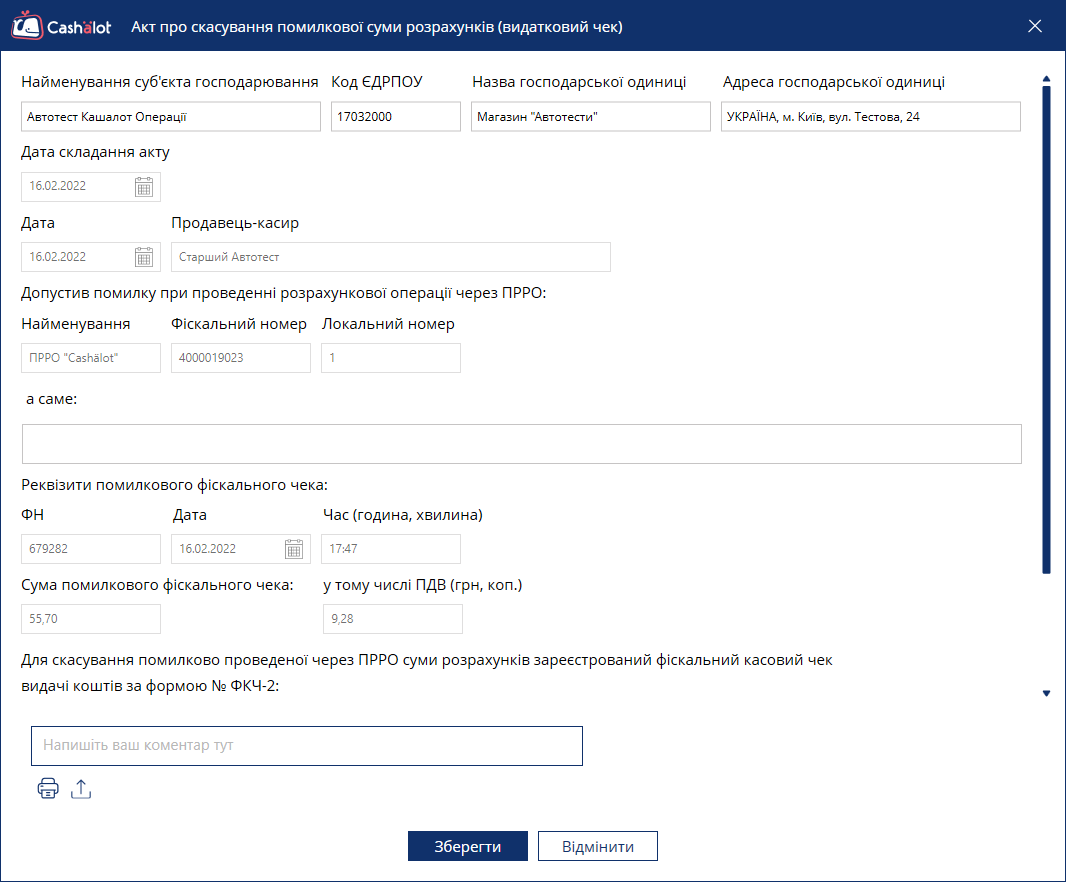 Cashälot Акт про скасування помилкової суми розрахунків (видатковий чек)
Найменування суб'єкта господарювання Код ЄДРПОУ Назва господарської одиниці Адреса господарської одиниці
Автотест Кашалот Операції 17032000 Магазин "Автотести" УКРАЇНА, м. Київ, вул. Тестова, 24
Дата складання акту
16.02.2022
Дата Продавець-касир
16.02.2022 Старший Автотест
Допустив помилку при проведенні розрахункової операції через ПРРО:
Найменування Фіскальний номер Локальний номер
ПРРО "Cashälot" 4000019023 1
а саме:
Реквізити помилкового фіскального чека:
ФН Дата Час (година, хвилина)
679282 16.02.2022 17:47
Сума помилкового фіскального чека: у тому числі ПДВ (грн, коп.)
55,70 9,28
Для скасування помилково проведеної через ПРРО суми розрахунків зареєстрований фіскальний касовий чек
видачі коштів за формою № ФКЧ-2:
Напишіть ваш коментар тут
Зберегти Відмінити